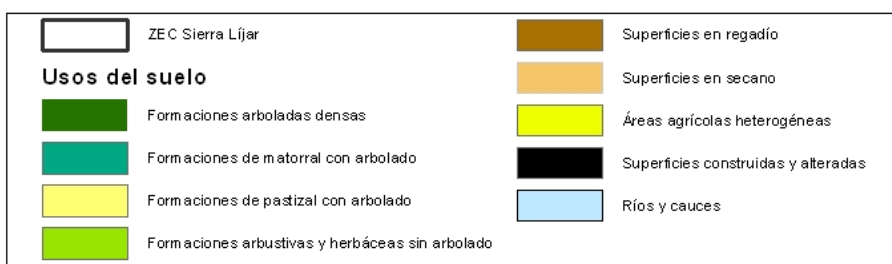 ZEC Sierra Líjar
Usos del suelo
Formaciones arboladas densas
Formaciones de matorral con arbolado
Formaciones de pastizal con arbolado
Formaciones arbustivas y herbáceas sin arbolado
Superficies en regadío
Superficies en secano
Áreas agrícolas heterogéneas
Superficies construidas y alteradas
Ríos y cauces